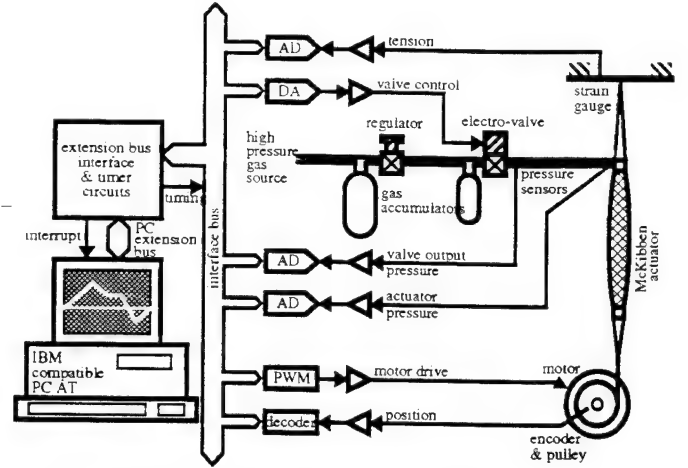 AD
tension
DA
valve control
strain
gauge
regulator
electro-valve
high
pressure
gas
source
extension bus
interface
& timer
circuits
timin
pressure
sensors
gas
accumulators
interrupt
PC
extension
bus
interface bus
McKibben
actuator
AD
valve output
pressure
AD
actuator
pressure
IBM
compatible
PC AT
PWM
motor drive
motor
decoder
position
encoder
& pulley